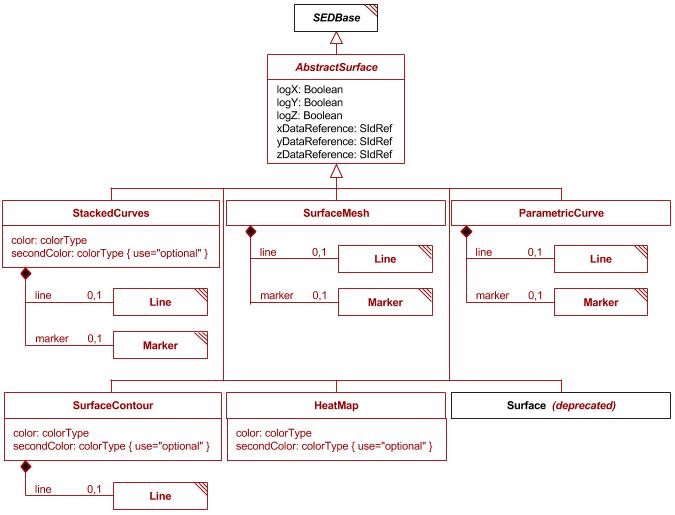 SEDBase
AbstractSurface
logX: Boolean
logY: Boolean
logZ: Boolean
xDataReference: SIdRef
yDataReference: SIdRef
zDataReference: SIdRef
StackedCurves
color: colorType
secondColor: colorType { use="optional" }
line 0,1 Line
marker 0,1 Marker
SurfaceMesh
line 0,1 Line
marker 0,1 Marker
ParametricCurve
line 0,1 Line
marker 0,1 Marker
SurfaceContour
color: colorType
secondColor: colorType { use="optional" }
line 0,1 Line
HeatMap
color: colorType
secondColor: colorType { use="optional" }
Surface (deprecated)